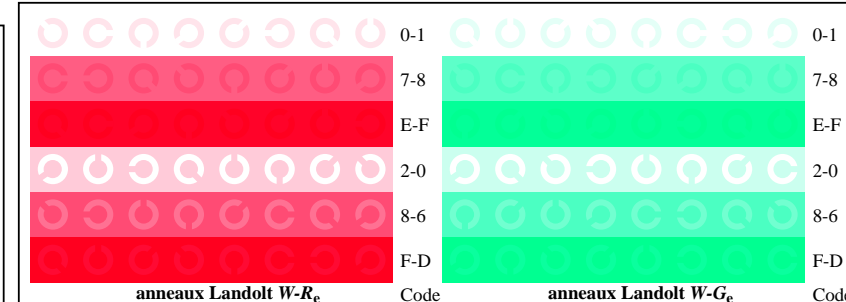 0-1
7-8
E-F
2-0
8-6
F-D
anneaux Landolt W-Re Code
0-1
7-8
E-F
2-0
8-6
F-D
anneaux Landolt W-Ge Code